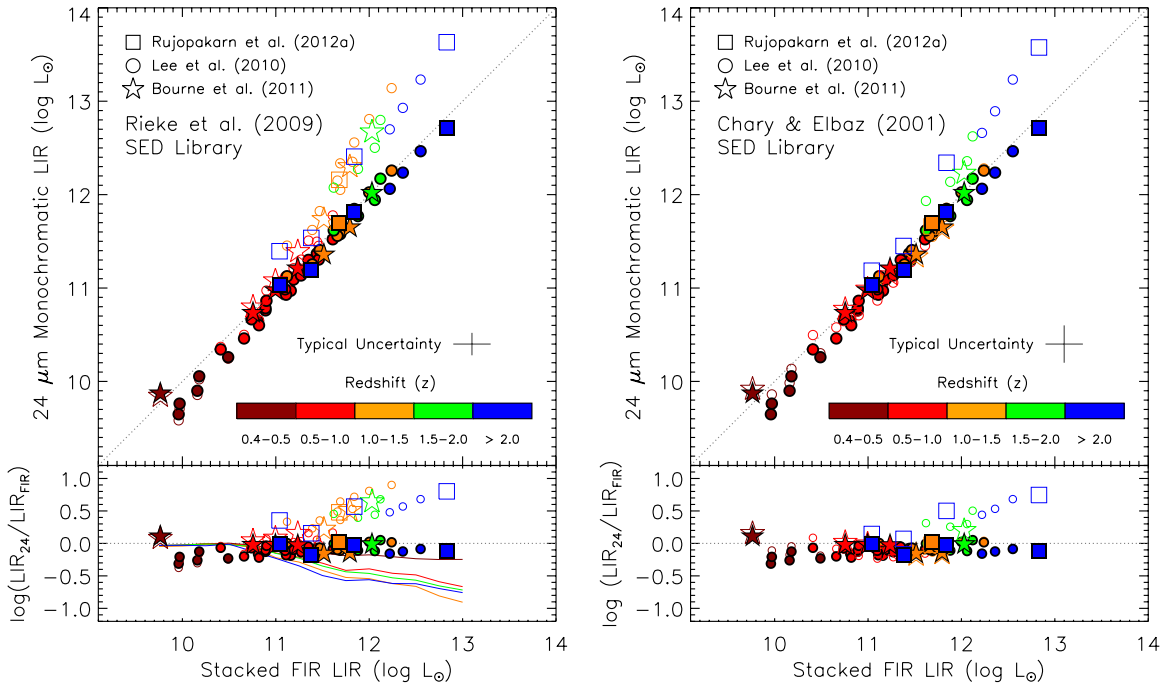 14
13
12
11
10
24 μm Monochromatic LIR (log L⊙)
Rujopakarn et al. (2012a)
Lee et al. (2010)
Bourne et al. (2011)
Rieke et al. (2009)
SED Library
Typical Uncertainty
Redshift (z)
0.4–0.5 0.5–1.0 1.0–1.5 1.5–2.0 > 2.0
log(LIR24/LIRFIR)
1.0
0.5
0.0
−0.5
−1.0
10 11 12 13 14
Stacked FIR LIR (log L⊙)
14
13
12
11
10
24 μm Monochromatic LIR (log L⊙)
Rujopakarn et al. (2012a)
Lee et al. (2010)
Bourne et al. (2011)
Chary & Elbaz (2001)
SED Library
Typical Uncertainty
Redshift (z)
0.4–0.5 0.5–1.0 1.0–1.5 1.5–2.0 > 2.0
log (LIR24/LIRFIR)
1.0
0.5
0.0
−0.5
−1.0
10 11 12 13 14
Stacked FIR LIR (log L⊙)